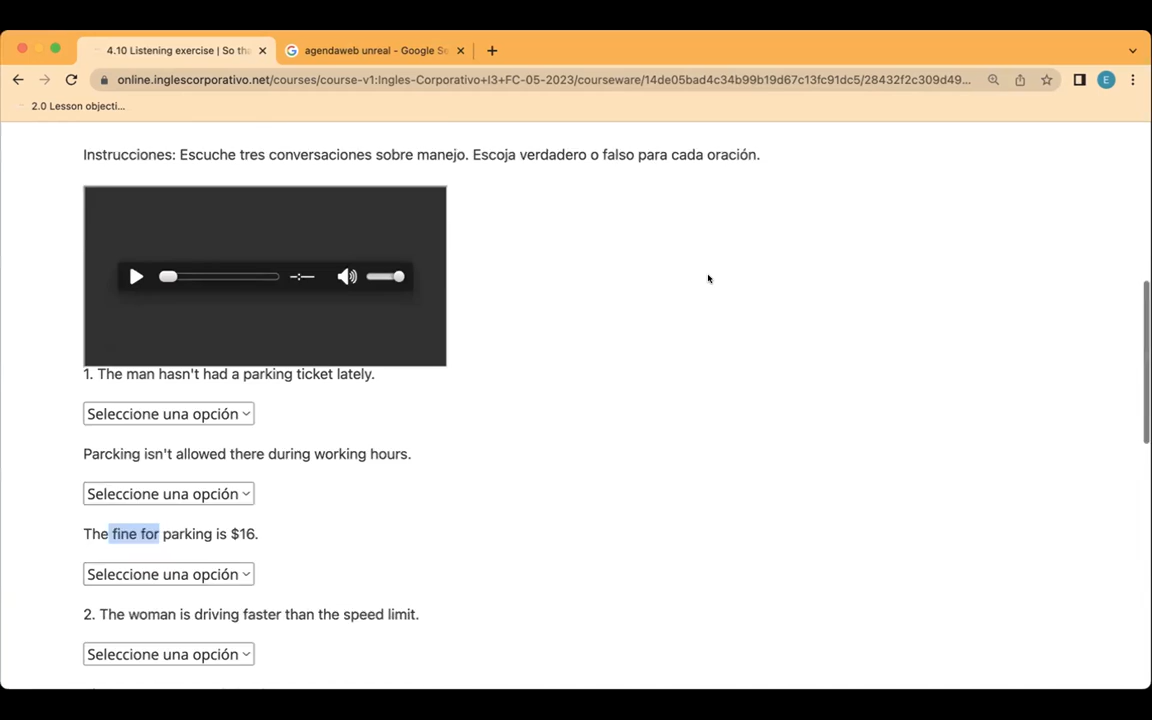 4.10 Listening exercise | So tha
agendaweb unreal - Google Se
online.inglescorporativo.net/courses/course-v1:Ingles-Corporativo+I3+FC-05-2023/courseware/14de05bad4c34b99b19d67c13fc91dc5/28432f2c309d49...
E
2.0 Lesson objecti...
Instrucciones: Escuche tres conversaciones sobre manejo. Escoja verdadero o falso para cada oración.
-:-
1. The man hasn't had a parking ticket lately.
Seleccione una opción
Parcking isn't allowed there during working hours.
Seleccione una opción
The fine for parking is $16.
Seleccione una opción
2. The woman is driving faster than the speed limit.
Seleccione una opción